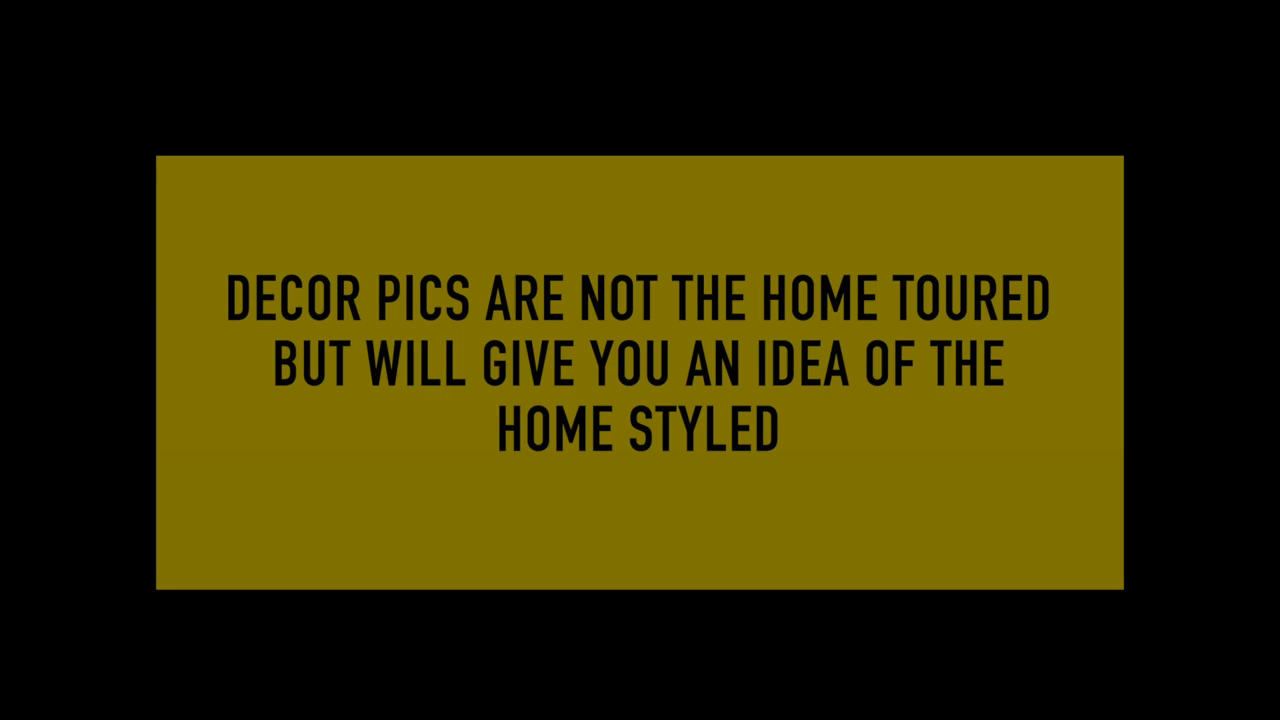 DECOR PICS ARE NOT THE HOME TOURED
BUT WILL GIVE YOU AN IDEA OF THE
HOME STYLED